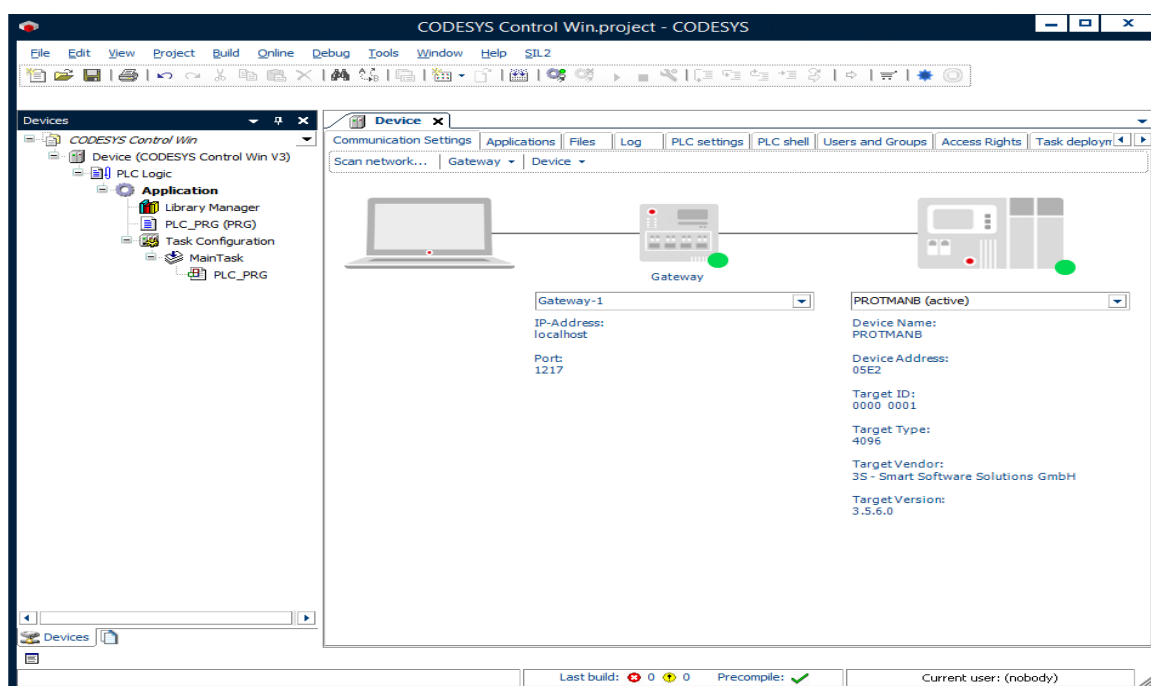 CODESYS Control Win.project - CODESYS
File Edit View Project Build Online Debug Tools Window Help SIL2
Devices
CODESYS Control Win
Device (CODESYS Control Win V3)
PLC Logic
Application
Library Manager
PLC_PRG (PRG)
Task Configuration
MainTask
PLC_PRG
Devices
Device
Communication Settings Applications Files Log PLC settings PLC shell Users and Groups Access Rights Task deploym
Scan network... Gateway Device
Gateway
Gateway-1
IP-Address:
localhost
Port:
1217
PROTMANB (active)
Device Name:
PROTMANB
Device Address:
05E2
Target ID:
0000 0001
Target Type:
4096
Target Vendor:
3S - Smart Software Solutions GmbH
Target Version:
3.5.6.0
Last build: 0 0 Precompile: Current user: (nobody)